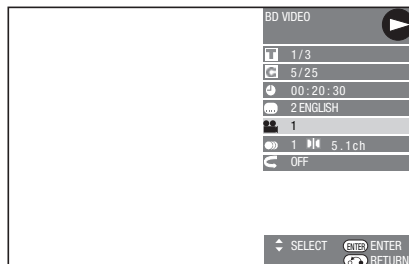 BD VIDEO
T 1/3
C 5/25
00:20:30
2 ENGLISH
1
1 5.1ch
OFF
SELECT ENTER ENTER
RETURN